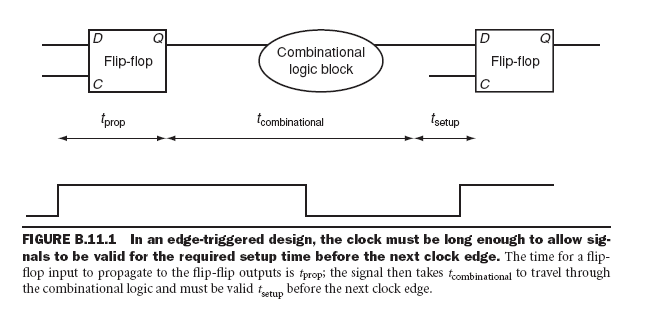 D Q
Flip-flop
C
Combinational
logic block
D Q
Flip-flop
C
tprop
tcombinational
tsetup
FIGURE B.11.1 In an edge-triggered design, the clock must be long enough to allow sig-
nals to be valid for the required setup time before the next clock edge. The time for a flip-
flop input to propagate to the flip-flip outputs is tprop; the signal then takes tcombinational to travel through
the combinational logic and must be valid tsetup before the next clock edge.